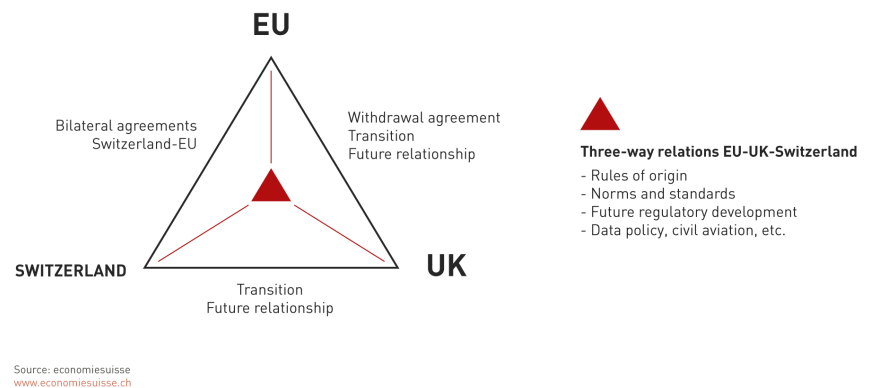 EU
Bilateral agreements
Switzerland-EU
Withdrawal agreement
Transition
Future relationship
SWITZERLAND
UK
Transition
Future relationship
Three-way relations EU-UK-Switzerland
- Rules of origin
- Norms and standards
- Future regulatory development
- Data policy, civil aviation, etc.
Source: economiesuisse
www.economiesuisse.ch